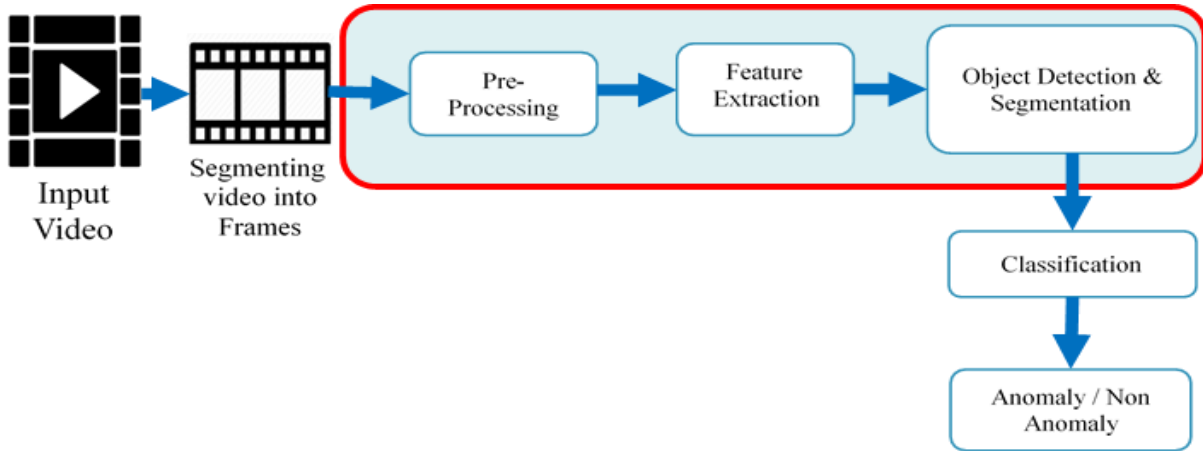 Input
Video
Segmenting
video into
Frames
Pre-
Processing
Feature
Extraction
Object Detection &
Segmentation
Classification
Anomaly / Non
Anomaly